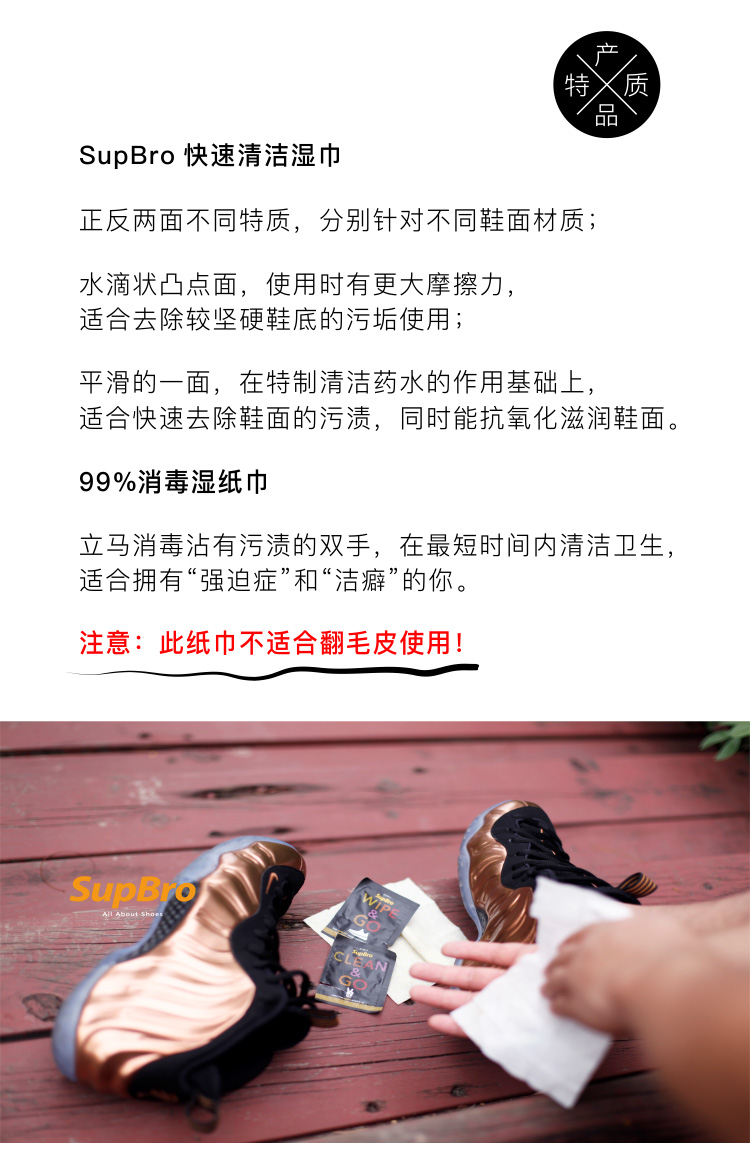 产
特 质
品
SupBro 快速清洁湿巾
正反两面不同特质，分别针对不同鞋面材质；
水滴状凸点面，使用时有更大摩擦力，
适合去除较坚硬鞋底的污垢使用；
平滑的一面，在特制清洁药水的作用基础上，
适合快速去除鞋面的污渍，同时能抗氧化滋润鞋面。
99%消毒湿纸巾
立马消毒沾有污渍的双手，在最短时间内清洁卫生，
适合拥有“强迫症”和“洁癖”的你。
注意：此纸巾不适合翻毛皮使用！
SupBro
All About Shoes
SupBro
WIPE
&
GO
SupBro
CLEAN
&
GO